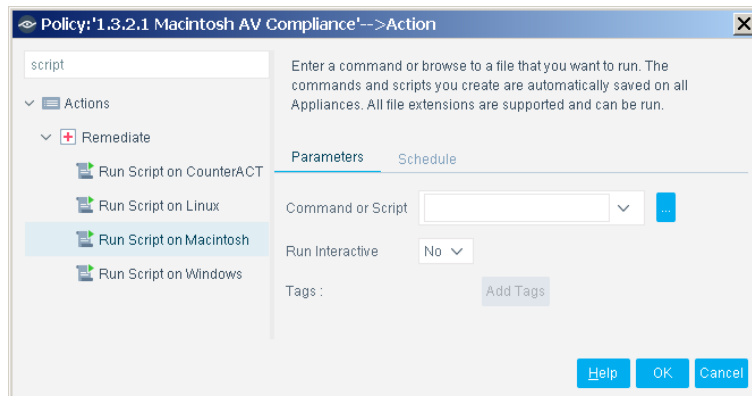 Policy:'1.3.2.1 Macintosh AV Compliance'-->Action
script
Actions
Remediate
Run Script on CounterACT
Run Script on Linux
Run Script on Macintosh
Run Script on Windows
Enter a command or browse to a file that you want to run. The
commands and scripts you create are automatically saved on all
Appliances. All file extensions are supported and can be run.
Parameters Schedule
Command or Script ...
Run Interactive No
Tags : Add Tags
Help OK Cancel